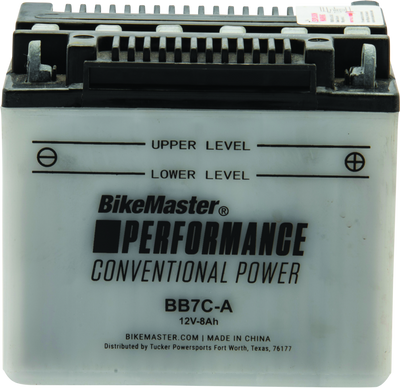 UPPER LEVEL
LOWER LEVEL
BikeMaster®
PERFORMANCE
CONVENTIONAL POWER
BB7C-A
12V-8Ah
BIKEMASTER.COM | MADE IN CHINA
Distributed by Tucker Powersports Fort Worth, Texas, 76177